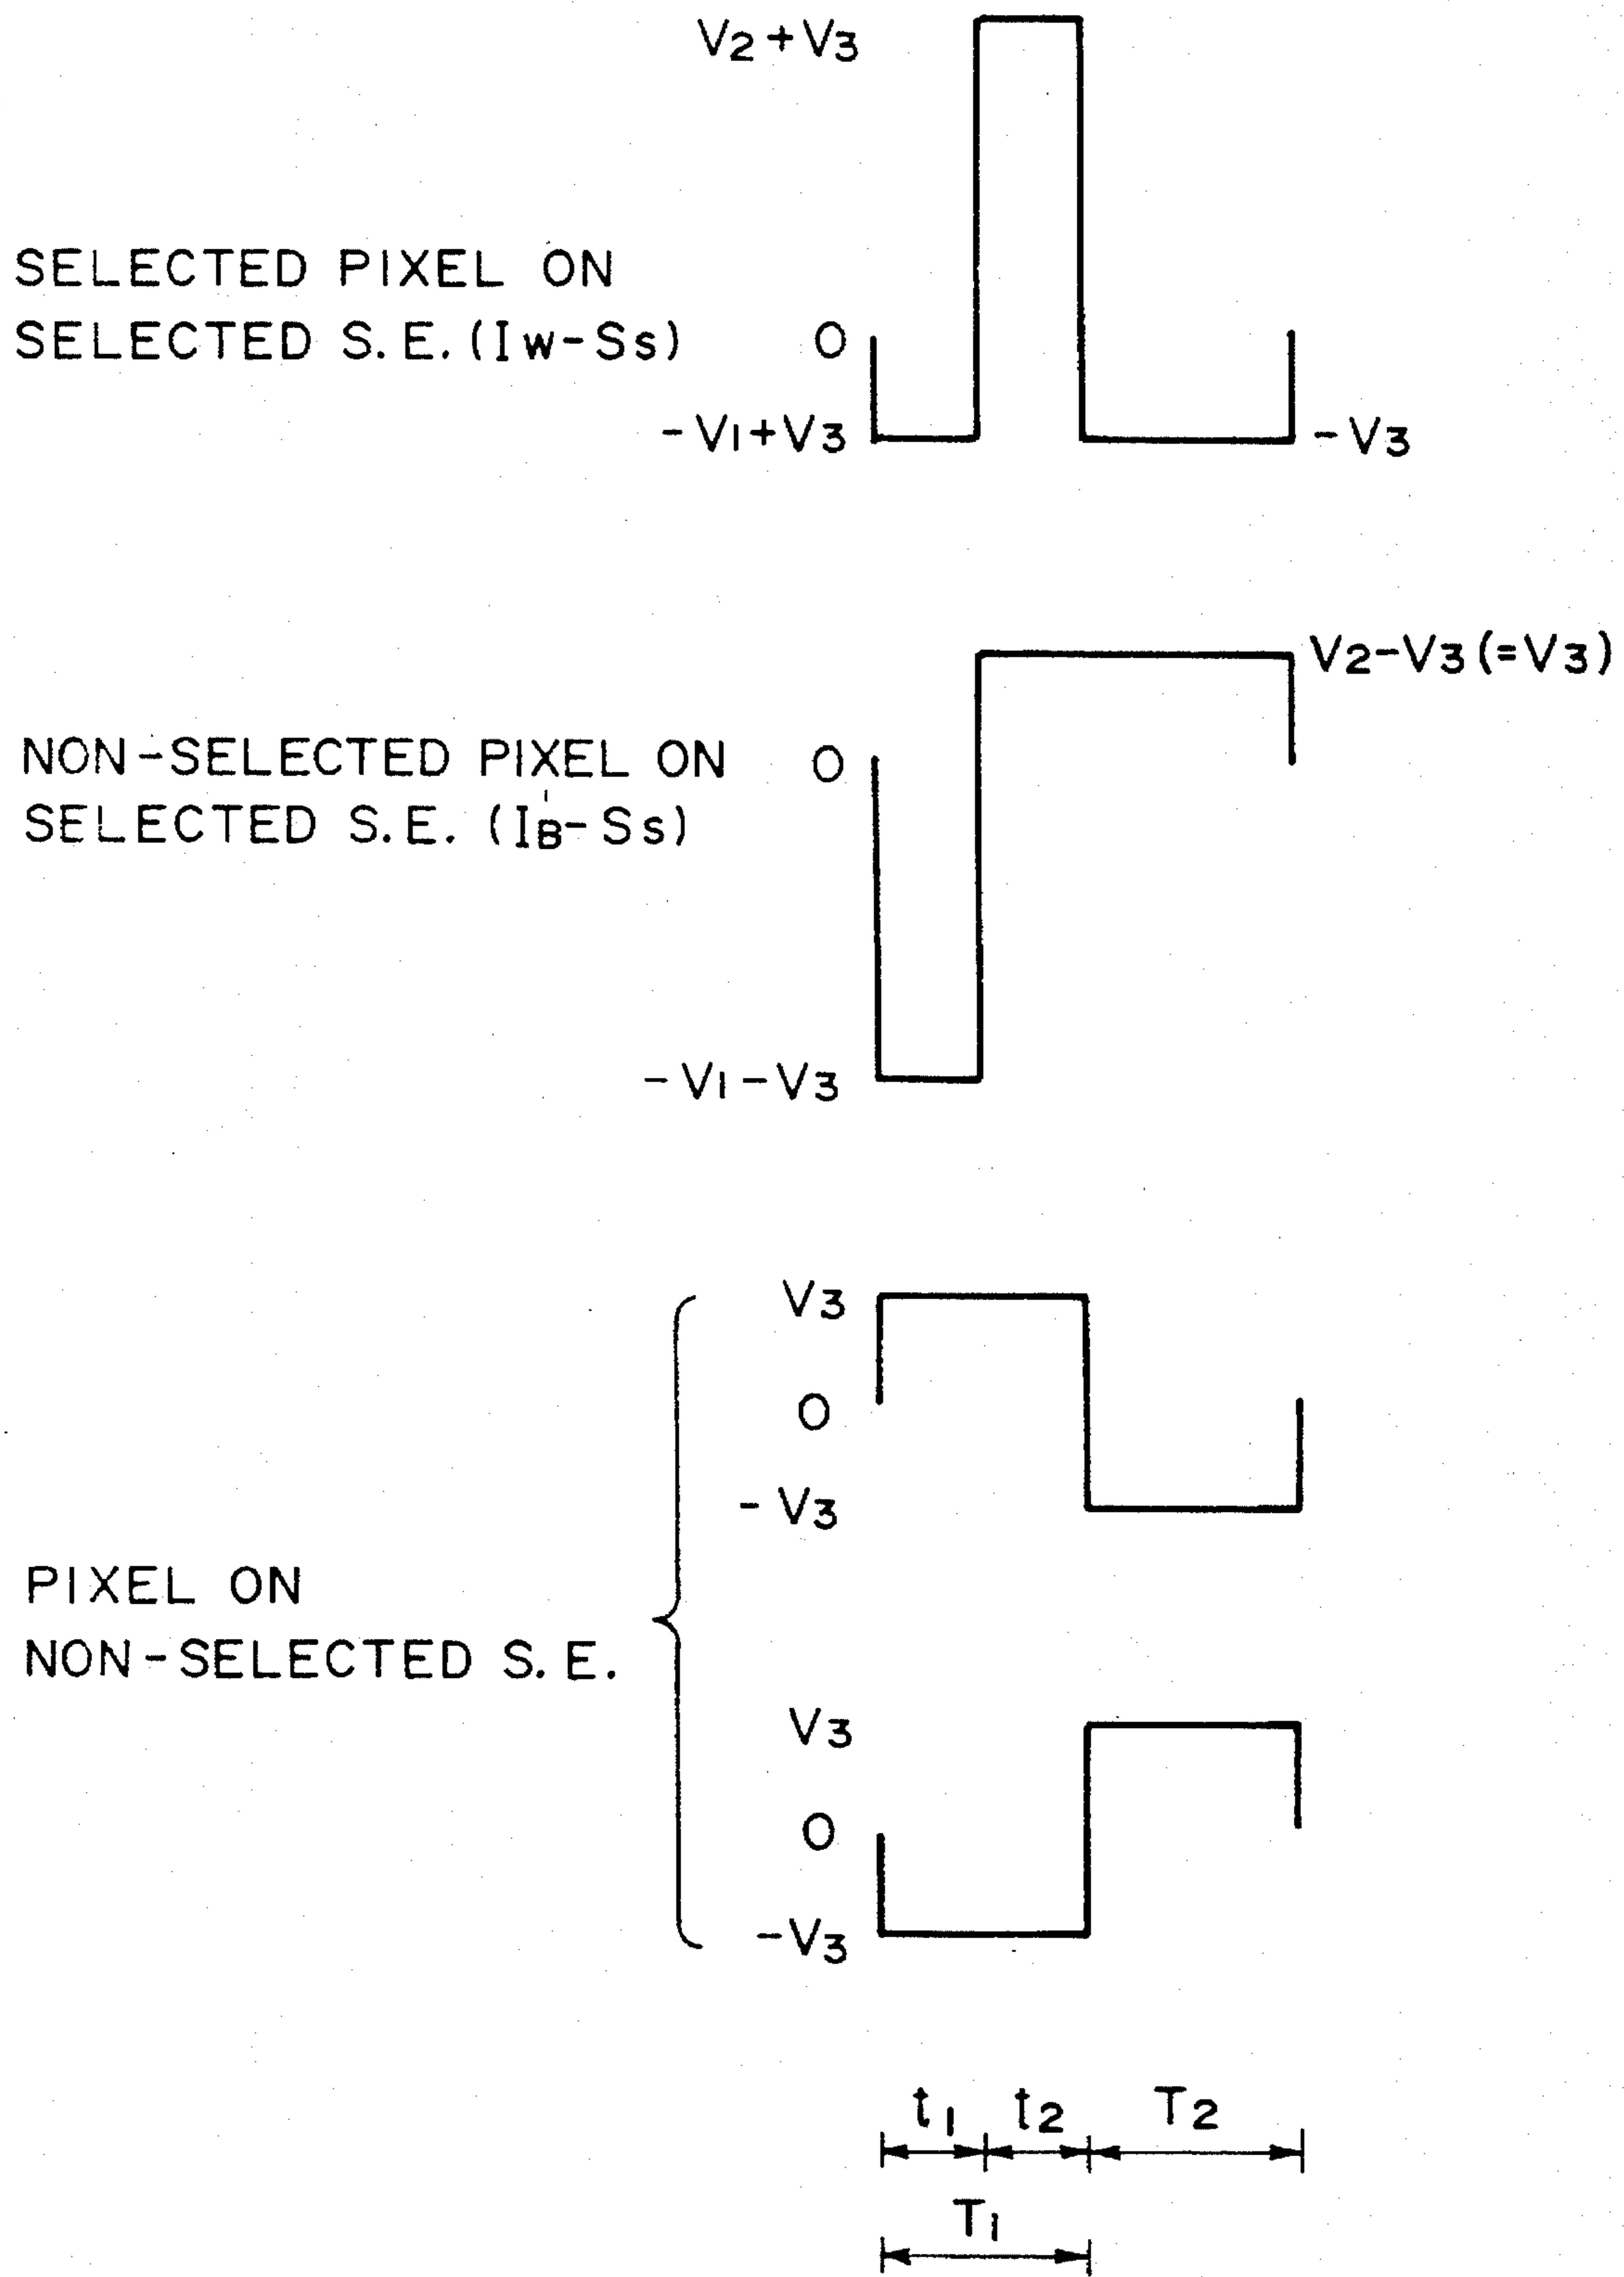 V2+V3
SELECTED PIXEL ON
SELECTED S.E.(Iw-Ss)
0
-V1+V3
-V3
V2-V3(=V3)
NON-SELECTED PIXEL ON
SELECTED S.E. (IB-Ss)
0
-V1-V3
V3
0
-V3
PIXEL ON
NON-SELECTED S.E.
V3
0
-V3
t1 t2 T2
T1